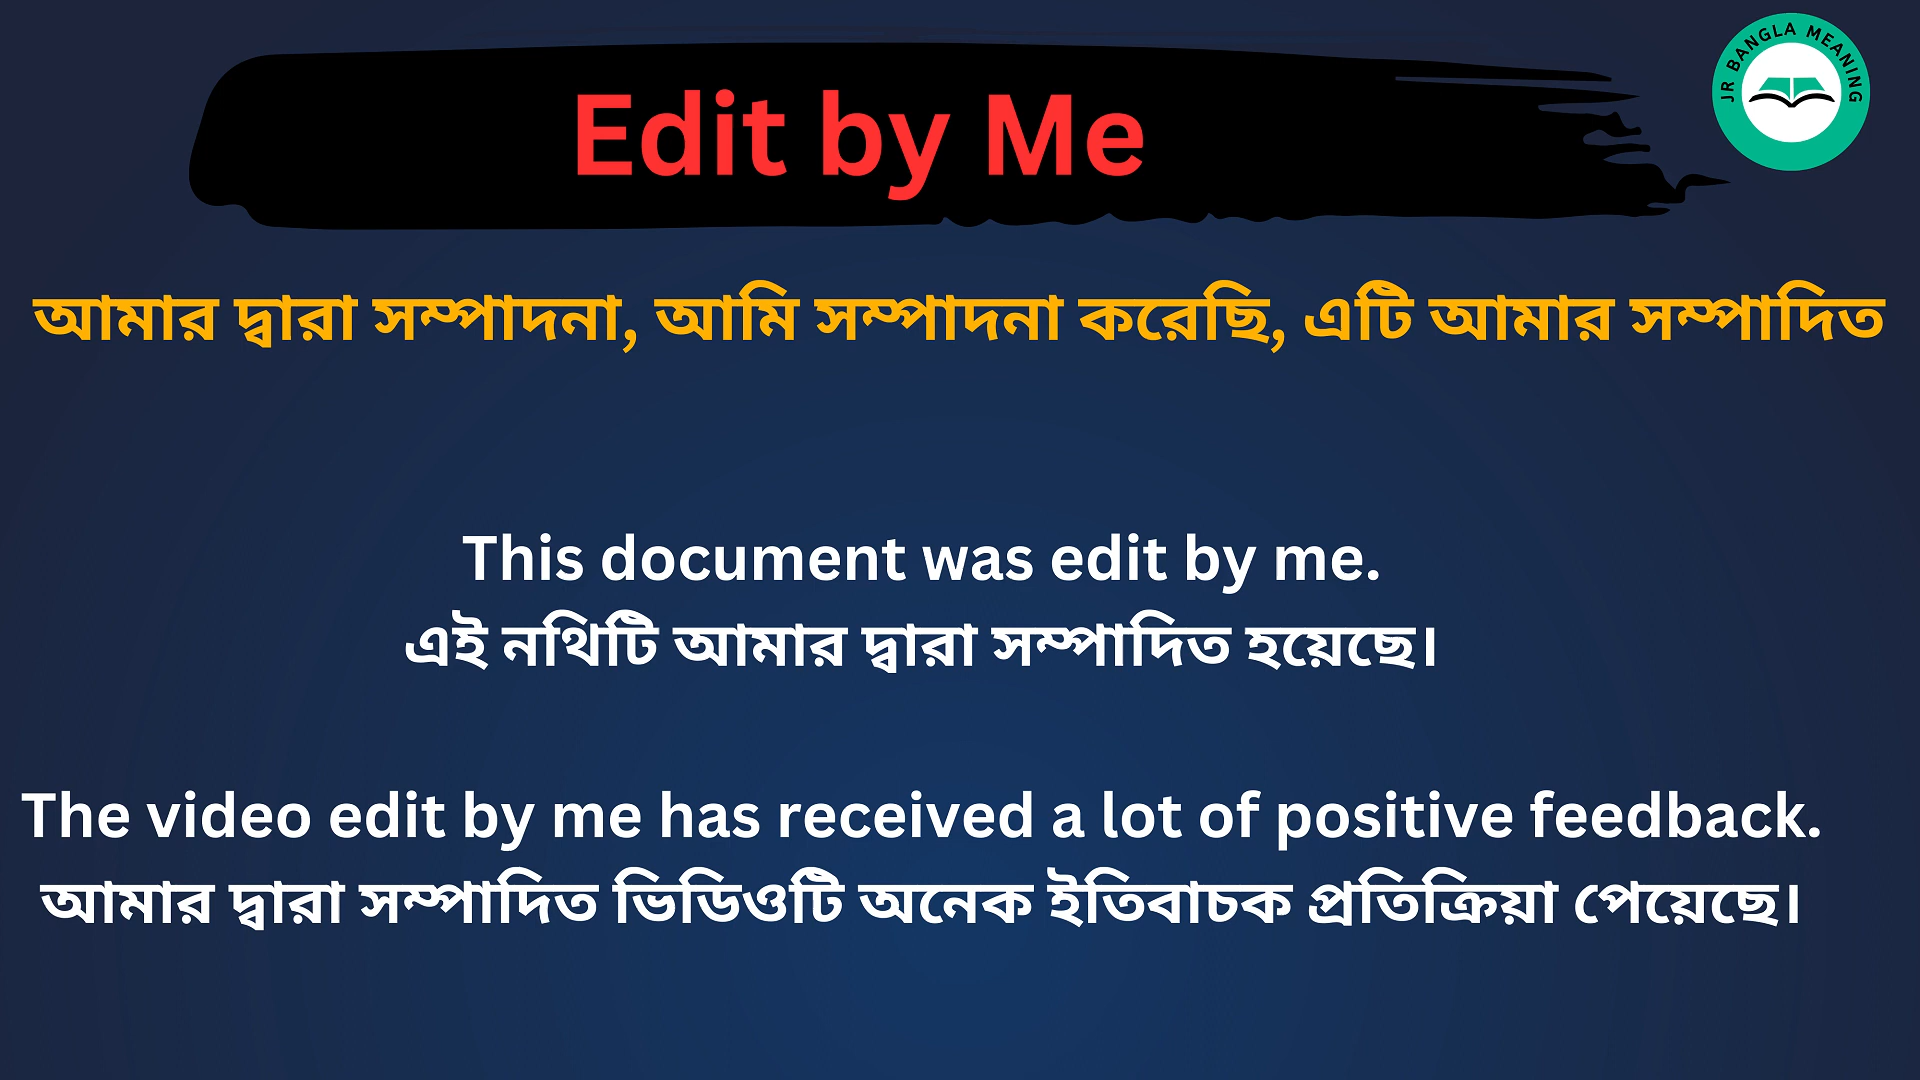 JR BANGLA MEANING
Edit by Me
আমার দ্বারা সম্পাদনা, আমি সম্পাদনা করেছি, এটি আমার সম্পাদিত
This document was edit by me.
এই নথিটি আমার দ্বারা সম্পাদিত হয়েছে।
The video edit by me has received a lot of positive feedback.
আমার দ্বারা সম্পাদিত ভিডিওটি অনেক ইতিবাচক প্রতিক্রিয়া পেয়েছে।